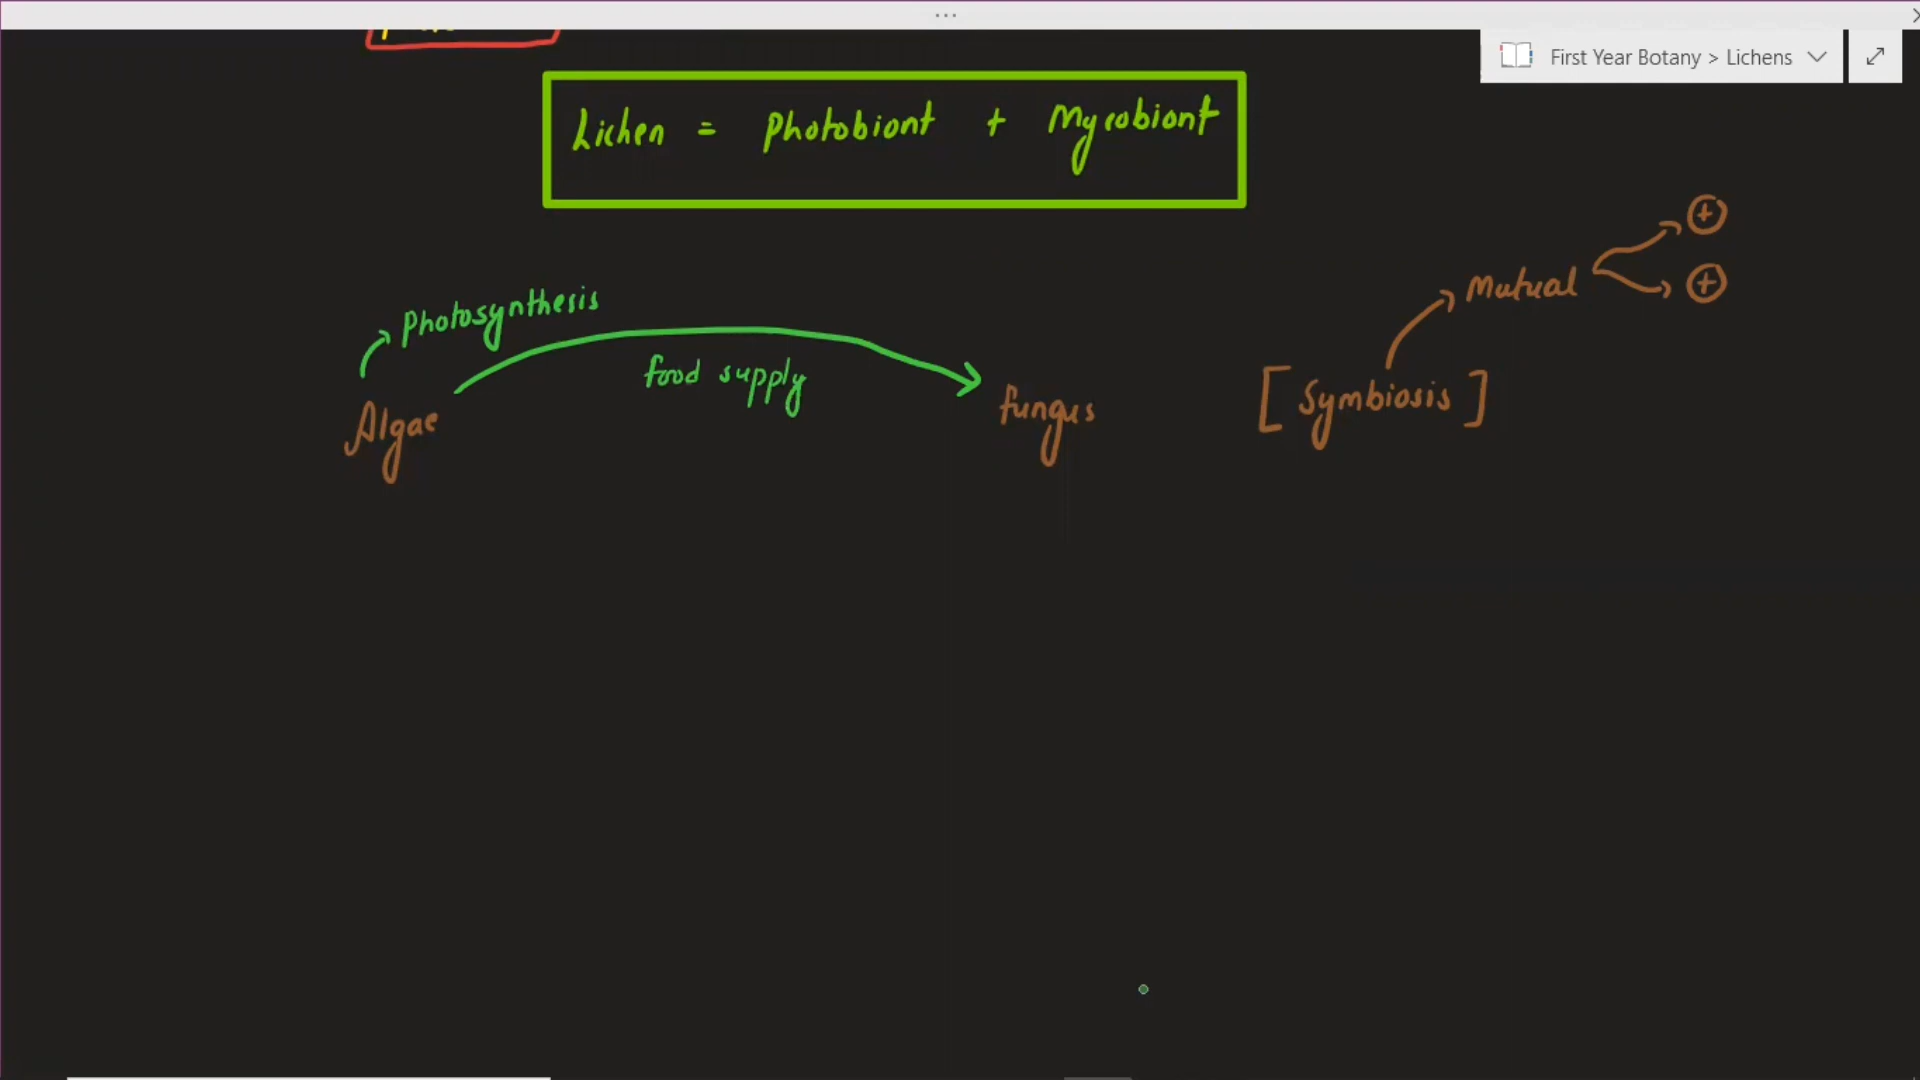 First Year Botany > Lichens
Lichen = Photobiont + Mycobiont
Photosynthesis
food supply
Algae
fungus
[Symbiosis]
Mutual
+
+